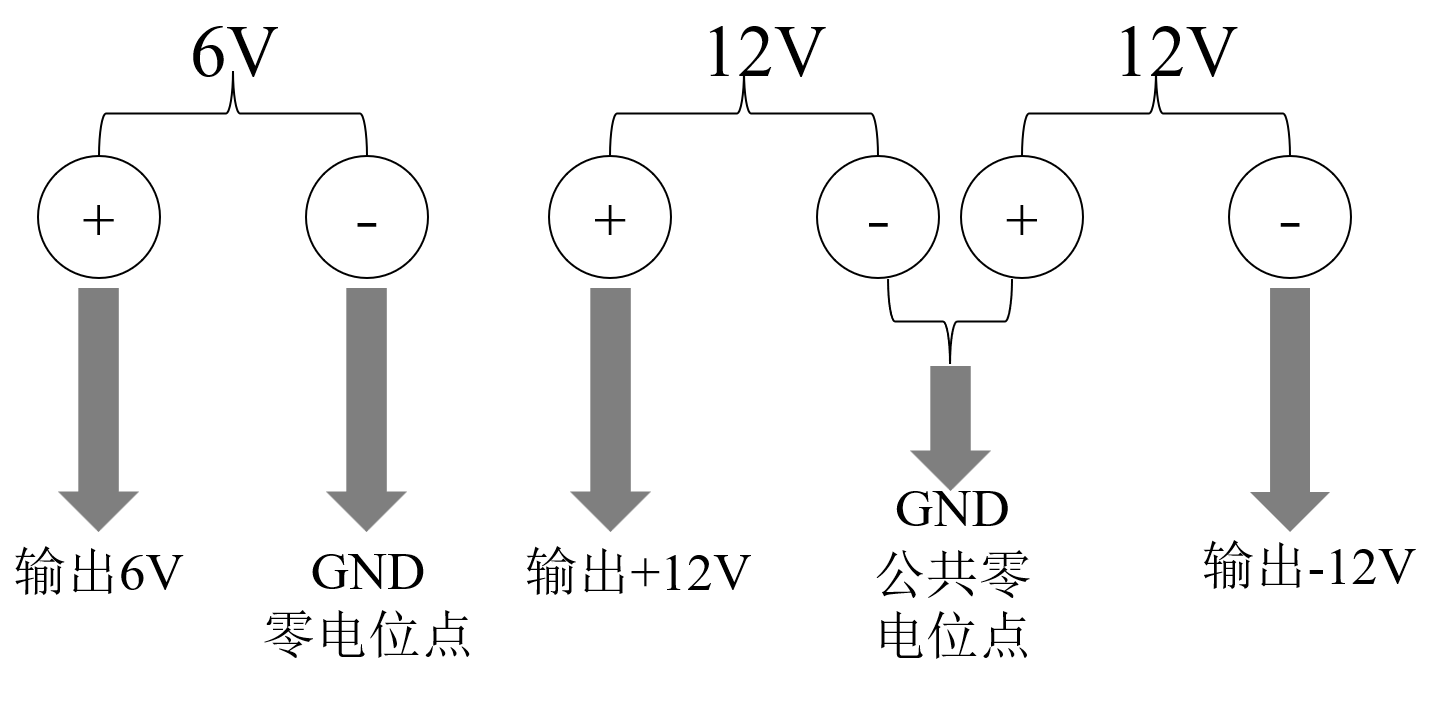 6V
12V
12V
+
-
+
-
+
-
输出6V
GND
零电位点
输出+12V
GND
公共零
电位点
输出-12V